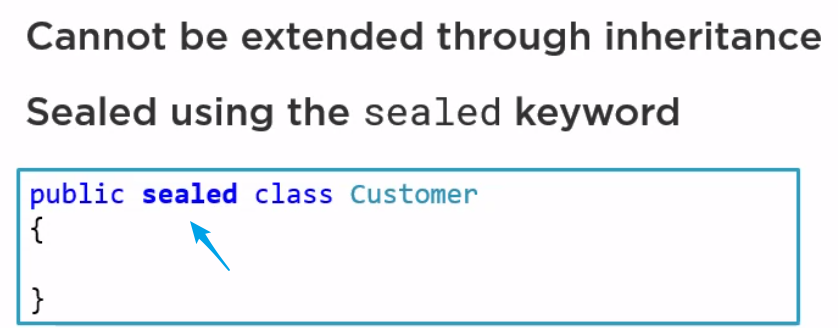 Cannot be extended through inheritance
Sealed using the sealed keyword
public sealed class Customer
{
}